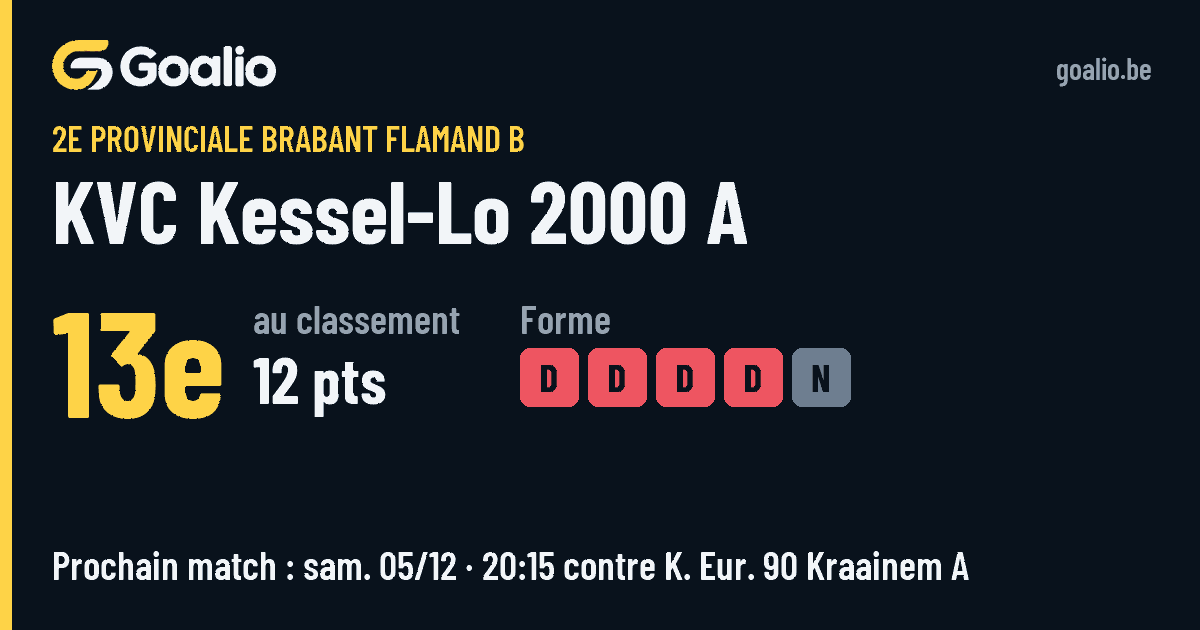 Goalio
goalio.be
2E PROVINCIALE BRABANT FLAMAND B
KVC Kessel-Lo 2000 A
13e
au classement
12 pts
Forme
D D D D N
Prochain match : sam. 05/12 · 20:15 contre K. Eur. 90 Kraainem A